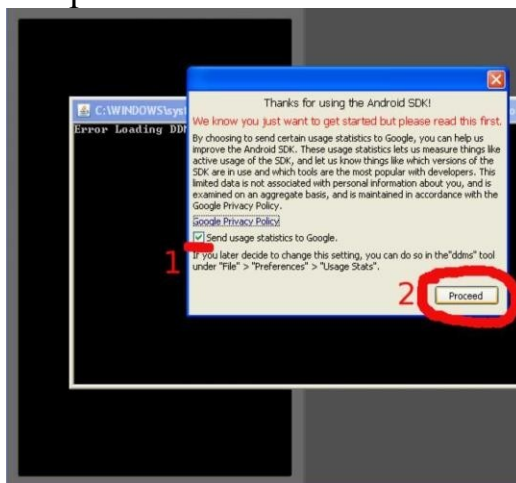 C:\WINDOWS\syst
Error Loading DDM
Thanks for using the Android SDK!
We know you just want to get started but please read this first.
By choosing to send certain usage statistics to Google, you can help us
improve the Android SDK. These usage statistics lets us measure things like
active usage of the SDK, and let us know things like which versions of the
SDK are in use and which tools are the most popular with developers. This
limited data is not associated with personal information about you, and is
examined on an aggregate basis, and is maintained in accordance with the
Google Privacy Policy.
Google Privacy Policy
Send usage statistics to Google.
1
If you later decide to change this setting, you can do so in the"ddms" tool
under "File" > "Preferences" > "Usage Stats".
2
Proceed